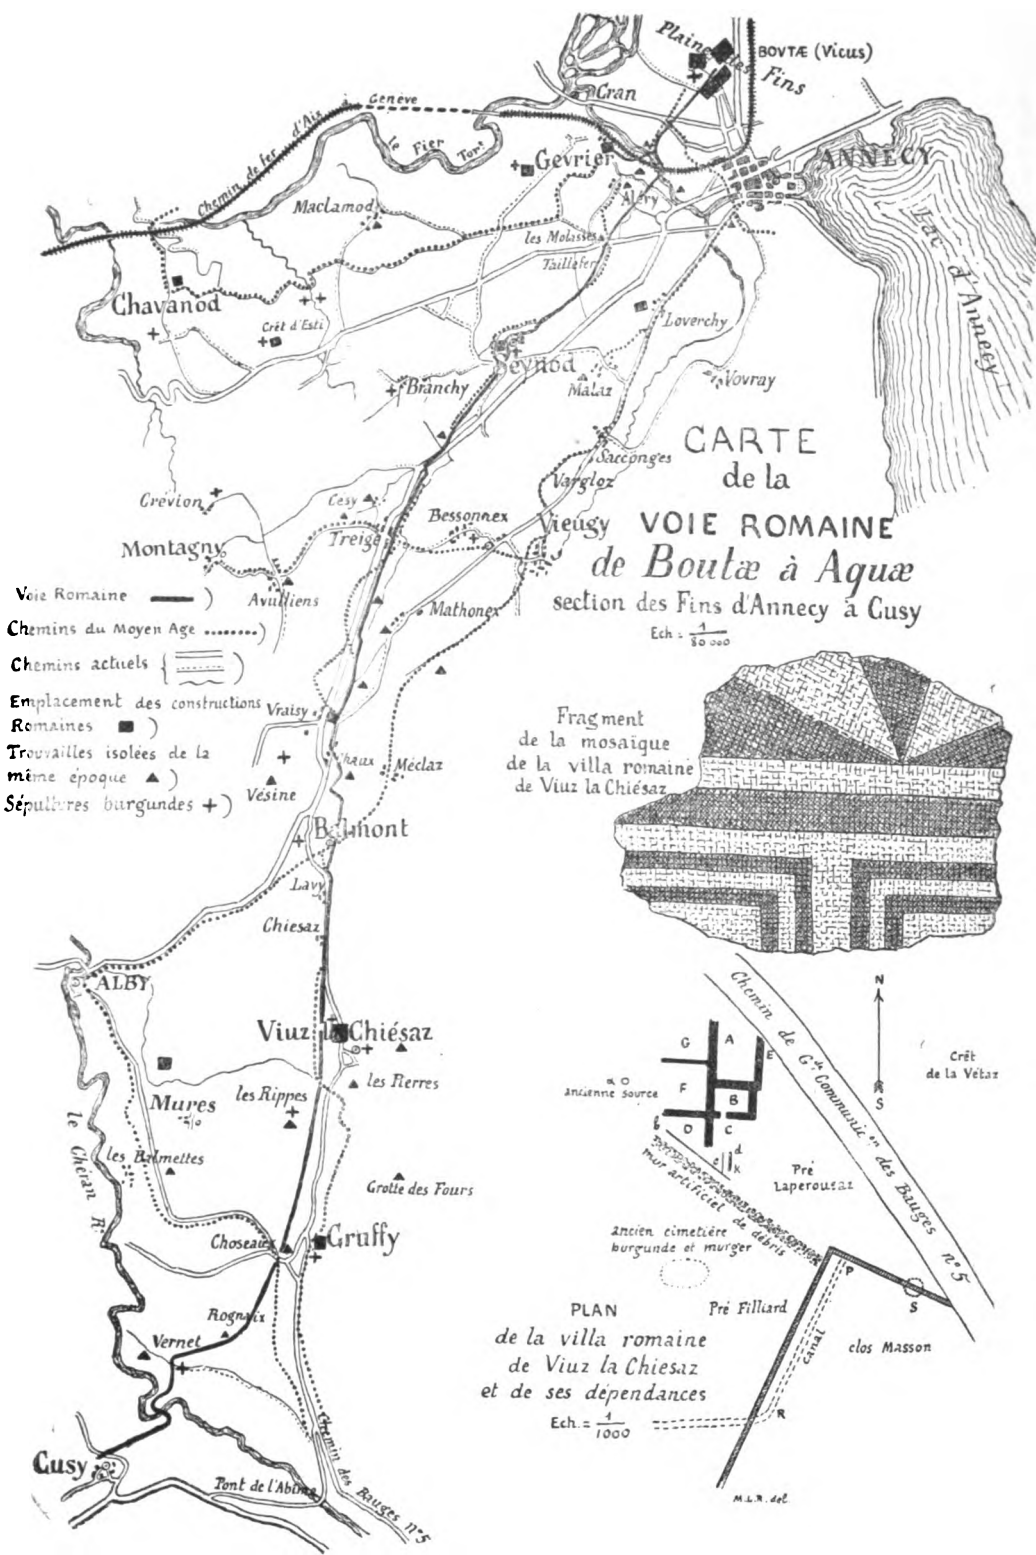 Plaine des Fins
BOVTÆ (Vicus)
Cran
Genève
Chemin de fer d'Aix
le Fier Torᵗ
ANNECY
Gevrier
Maclamod
Aléry
les Molasses
Taillefer
Lac d'Annecy
Chavanod
Crêt d'Esti
Loverchy
Seynod
Branchy
Malaz
Vovray
CARTE
de la
VOIE ROMAINE
de Boutæ à Aquæ
section des Fins d'Annecy à Cusy
Ech = 1/80000
Sacconges
Vargloz
Crévion
Césy
Bessonnex
Vieugy
Treige
Montagny
Avulliens
Mathonex
Voie Romaine )
Chemins du Moyen Age )
Chemins actuels { )
Emplacement des constructions
Romaines )
Trouvailles isolées de la
même époque )
Sépultures burgundes + )
Vraisy
Chaux
Méclaz
Vésine
Balmont
Lavy
Chiesaz
Fragment
de la mosaïque
de la villa romaine
de Viuz la Chiésaz
ALBY
Viuz la Chiésaz
les Pierres
les Rippes
Mures
le Chéran R.
les Balmettes
Grotte des Fours
Choseaux
Gruffy
Rognaix
Vernet
Cusy
Pont de l'Abîme
Chemin des Bauges n°5
Chemin de Gᵈᵉ Communicᵒⁿ des Bauges n°5
N
S
Crêt
de la Vétaz
G
A
E
F
B
D
C
ancienne source
b
d
e
k
mur artificiel de débris
Pré
Laperousaz
ancien cimetière
burgunde et murger
P
S
Pré Filliard
canal
clos Masson
R
PLAN
de la villa romaine
de Viuz la Chiesaz
et de ses dépendances
Ech. = 1/1000
M.L.R. del